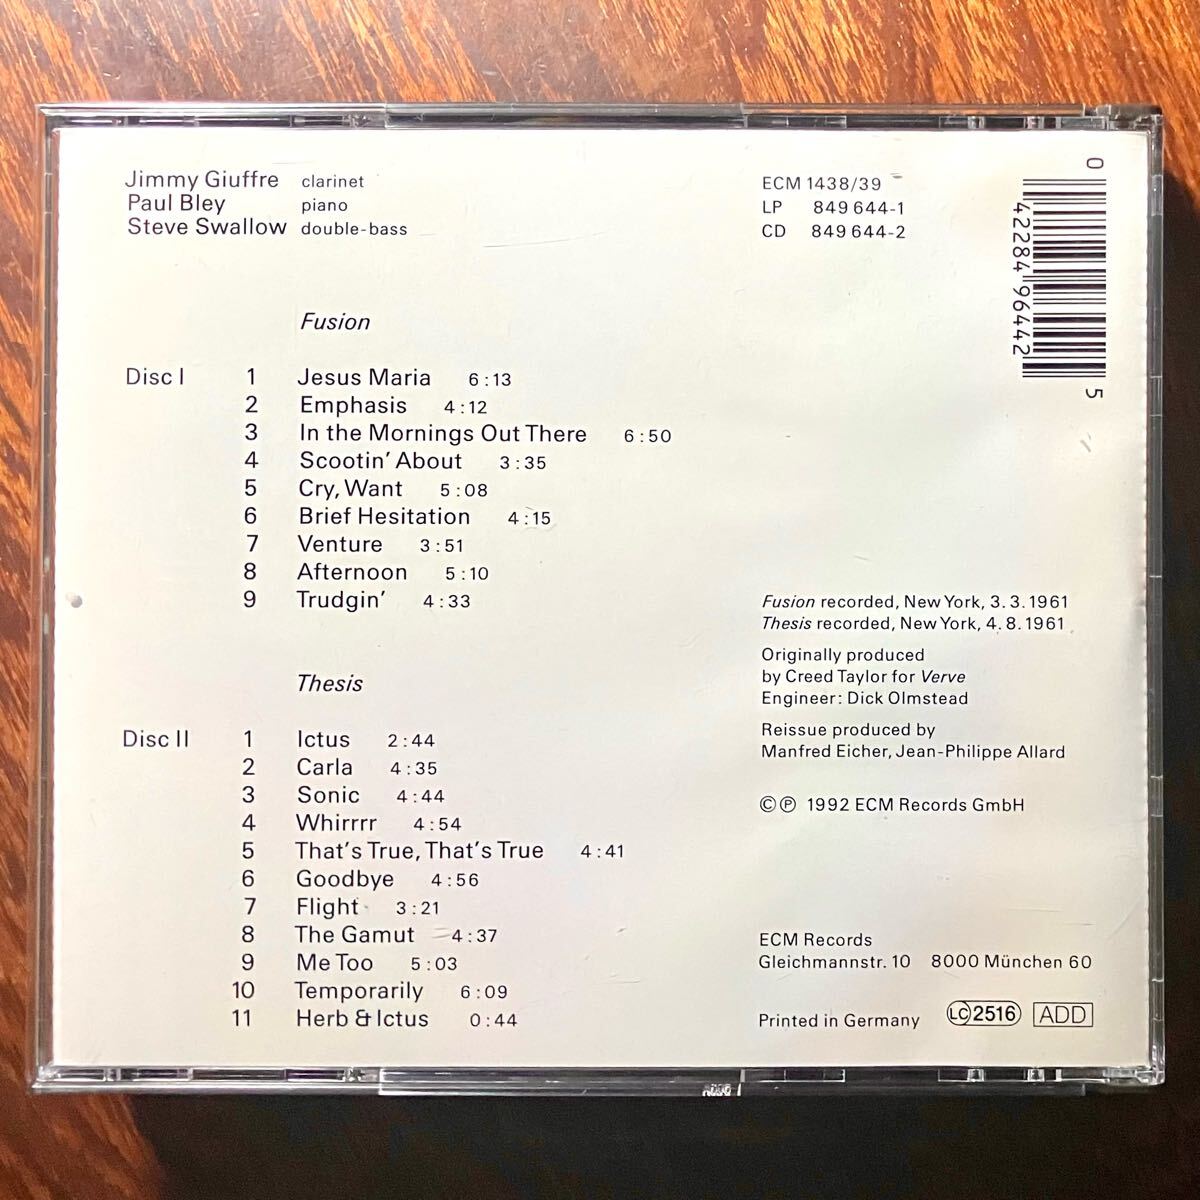 Jimmy Giuffre clarinet
Paul Bley piano
Steve Swallow double-bass
ECM 1438/39
LP 849 644-1
CD 849 644-2
0 42284 96442 5
Fusion
Disc I 1 Jesus Maria 6:13
2 Emphasis 4:12
3 In the Mornings Out There 6:50
4 Scootin' About 3:35
5 Cry, Want 5:08
6 Brief Hesitation 4:15
7 Venture 3:51
8 Afternoon 5:10
9 Trudgin' 4:33
Thesis
Disc II 1 Ictus 2:44
2 Carla 4:35
3 Sonic 4:44
4 Whirrrr 4:54
5 That's True, That's True 4:41
6 Goodbye 4:56
7 Flight 3:21
8 The Gamut 4:37
9 Me Too 5:03
10 Temporarily 6:09
11 Herb & Ictus 0:44
Fusion recorded, New York, 3.3.1961
Thesis recorded, New York, 4.8.1961
Originally produced
by Creed Taylor for Verve
Engineer: Dick Olmstead
Reissue produced by
Manfred Eicher, Jean-Philippe Allard
©℗ 1992 ECM Records GmbH
ECM Records
Gleichmannstr. 10 8000 München 60
Printed in Germany LC 2516 ADD